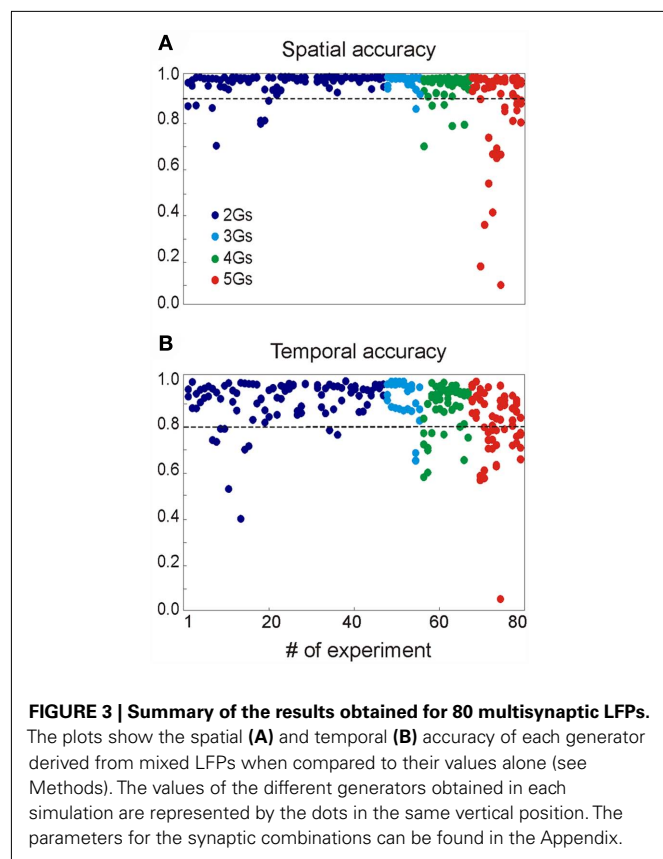 A
Spatial accuracy
1.0
0.8
0.6
0.4
0.2
0.0
2Gs
3Gs
4Gs
5Gs
B
Temporal accuracy
1.0
0.8
0.6
0.4
0.2
0.0
1
20
40
60
80
# of experiment
FIGURE 3 | Summary of the results obtained for 80 multisynaptic LFPs.
The plots show the spatial (A) and temporal (B) accuracy of each generator
derived from mixed LFPs when compared to their values alone (see
Methods). The values of the different generators obtained in each
simulation are represented by the dots in the same vertical position. The
parameters for the synaptic combinations can be found in the Appendix.